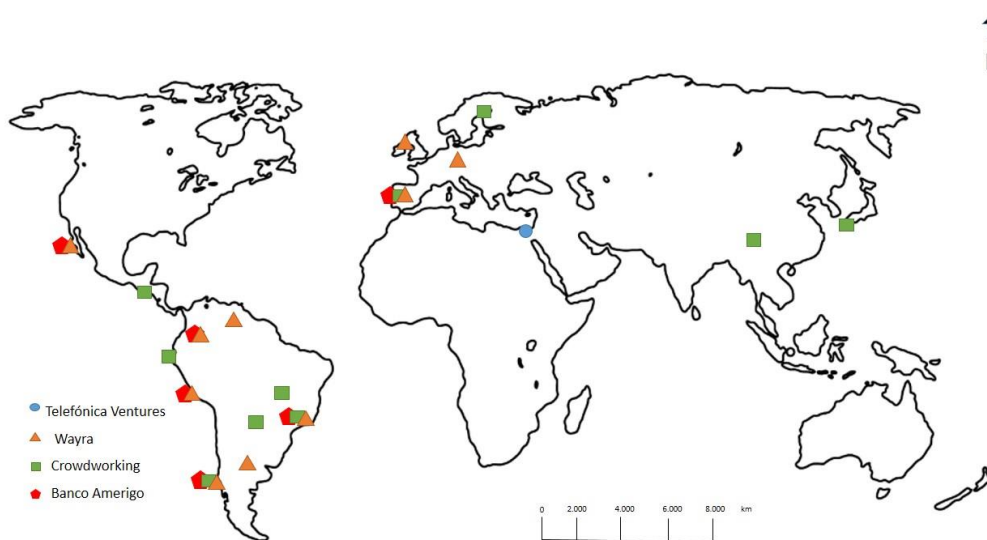 Telefónica Ventures
Wayra
Crowdworking
Banco Amerigo
0 2.000 4.000 6.000 8.000 km